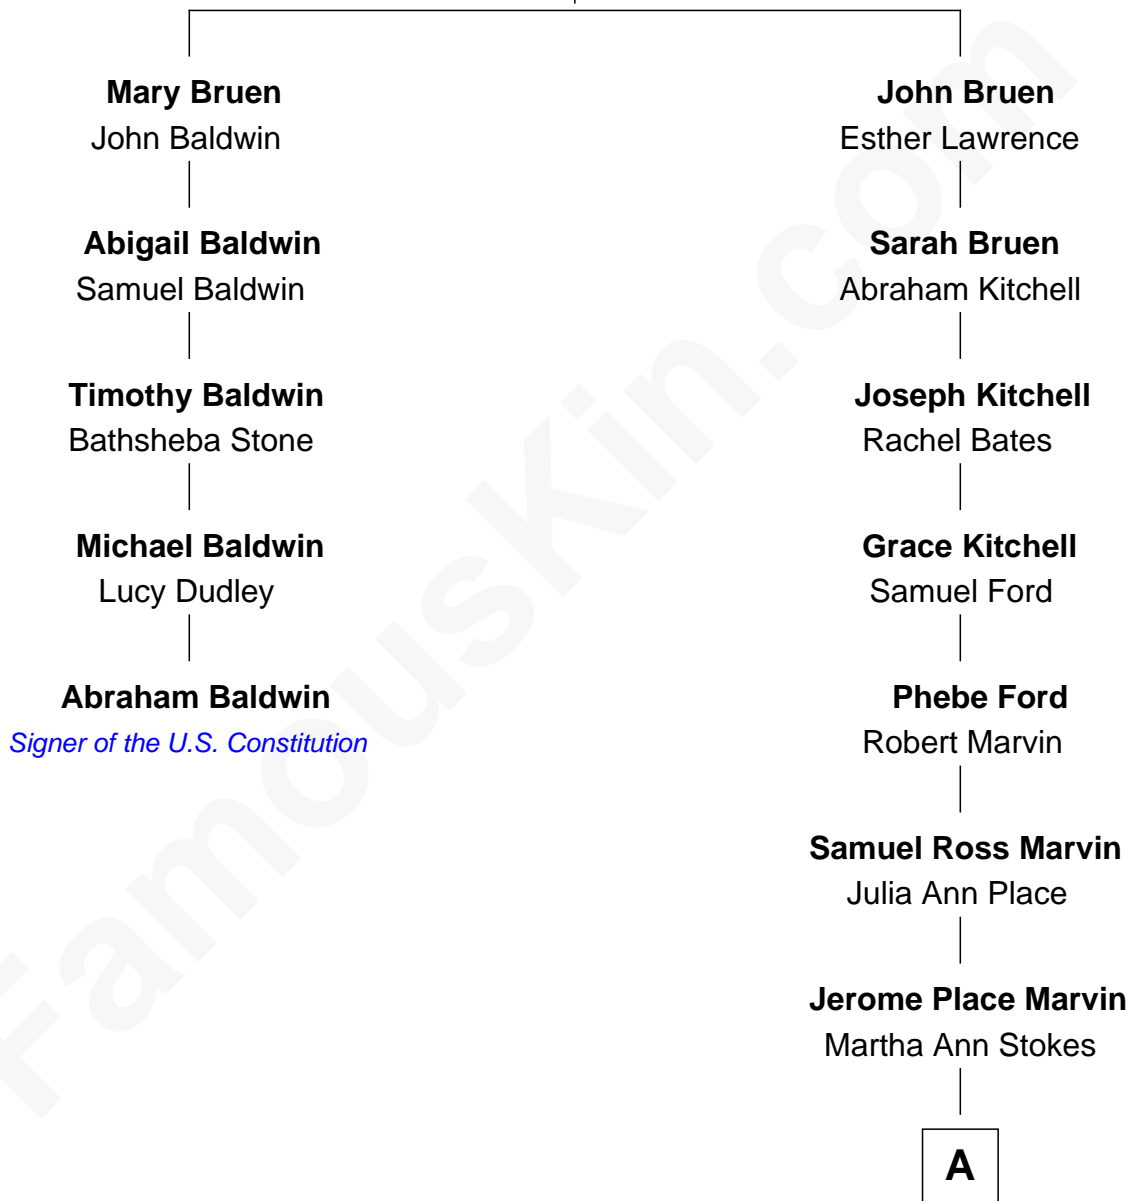 Mary Bruen
John Baldwin
Abigail Baldwin
Samuel Baldwin
Timothy Baldwin
Bathsheba Stone
Michael Baldwin
Lucy Dudley
Abraham Baldwin
Signer of the U.S. Constitution
John Bruen
Esther Lawrence
Sarah Bruen
Abraham Kitchell
Joseph Kitchell
Rachel Bates
Grace Kitchell
Samuel Ford
Phebe Ford
Robert Marvin
Samuel Ross Marvin
Julia Ann Place
Jerome Place Marvin
Martha Ann Stokes
A
FamousKin.com